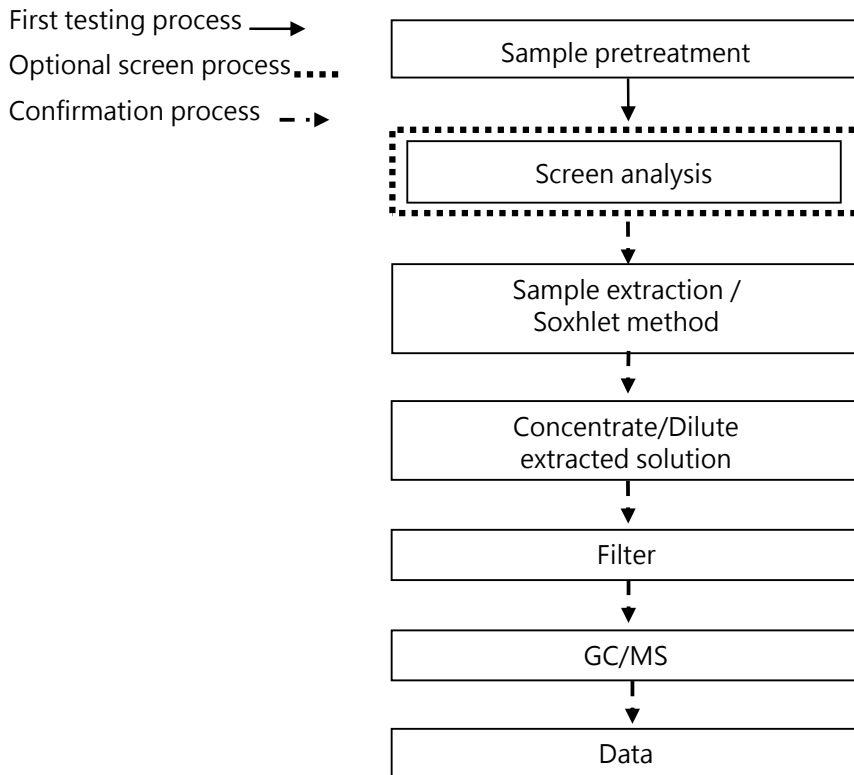 First testing process
Optional screen process
Confirmation process
Sample pretreatment
Screen analysis
Sample extraction /
Soxhlet method
Concentrate/Dilute
extracted solution
Filter
GC/MS
Data